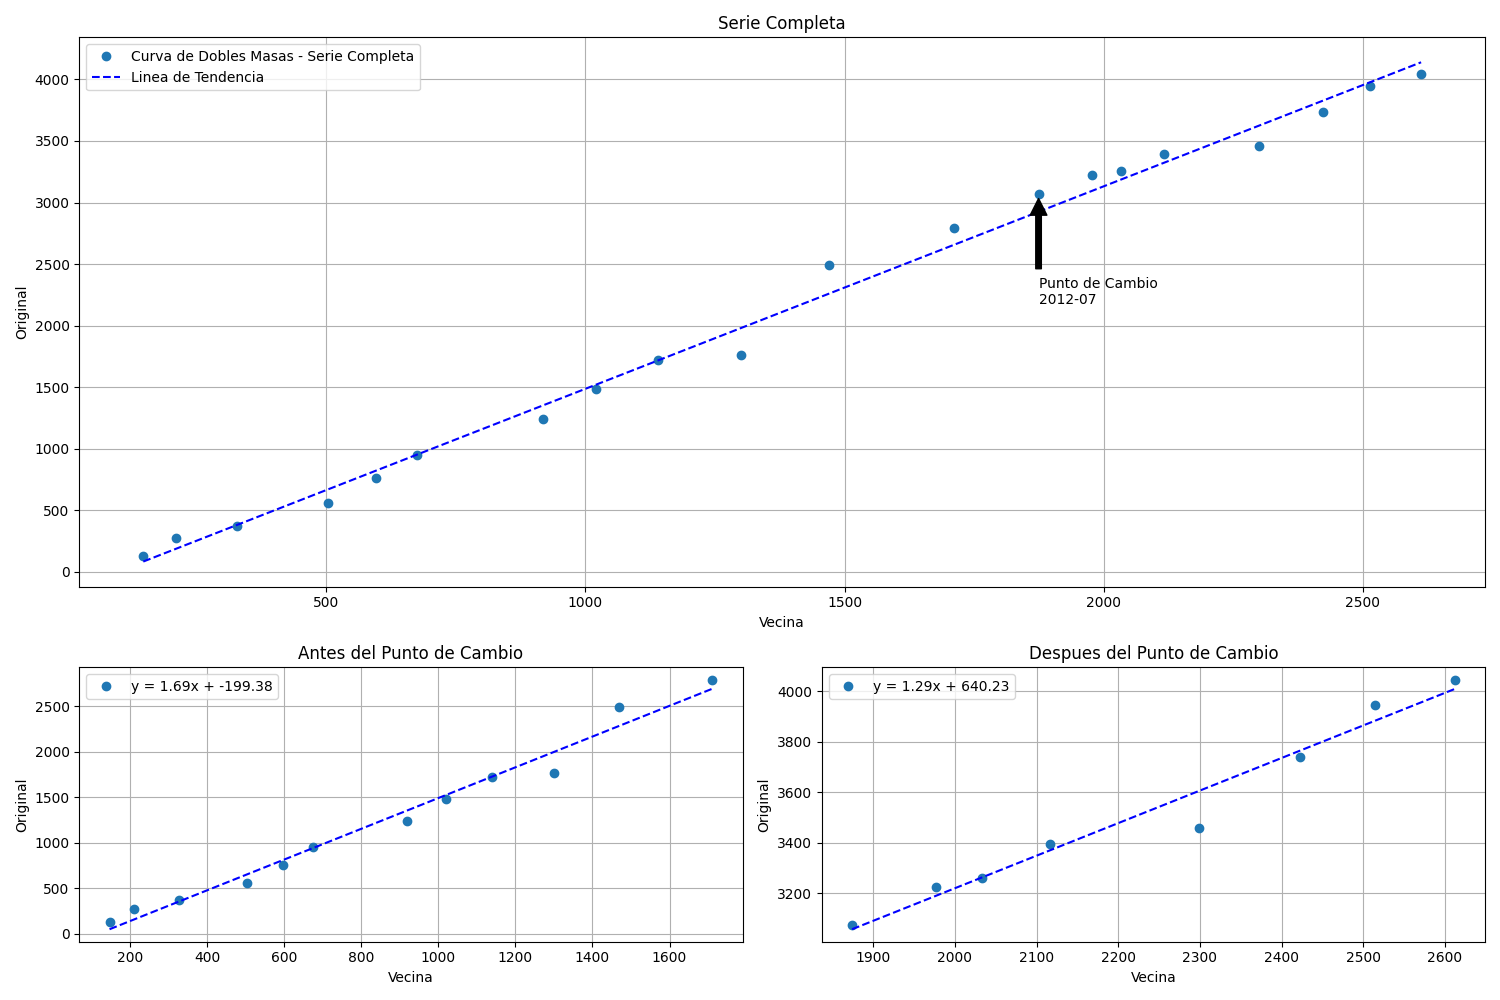 Serie Completa
Curva de Dobles Masas - Serie Completa
Linea de Tendencia
4000
3500
3000
2500
2000
1500
1000
500
0
Original
Punto de Cambio
2012-07
500 1000 1500 2000 2500
Vecina
Antes del Punto de Cambio
y = 1.69x + -199.38
2500
2000
1500
1000
500
0
Original
200 400 600 800 1000 1200 1400 1600
Vecina
Despues del Punto de Cambio
y = 1.29x + 640.23
4000
3800
3600
3400
3200
Original
1900 2000 2100 2200 2300 2400 2500 2600
Vecina